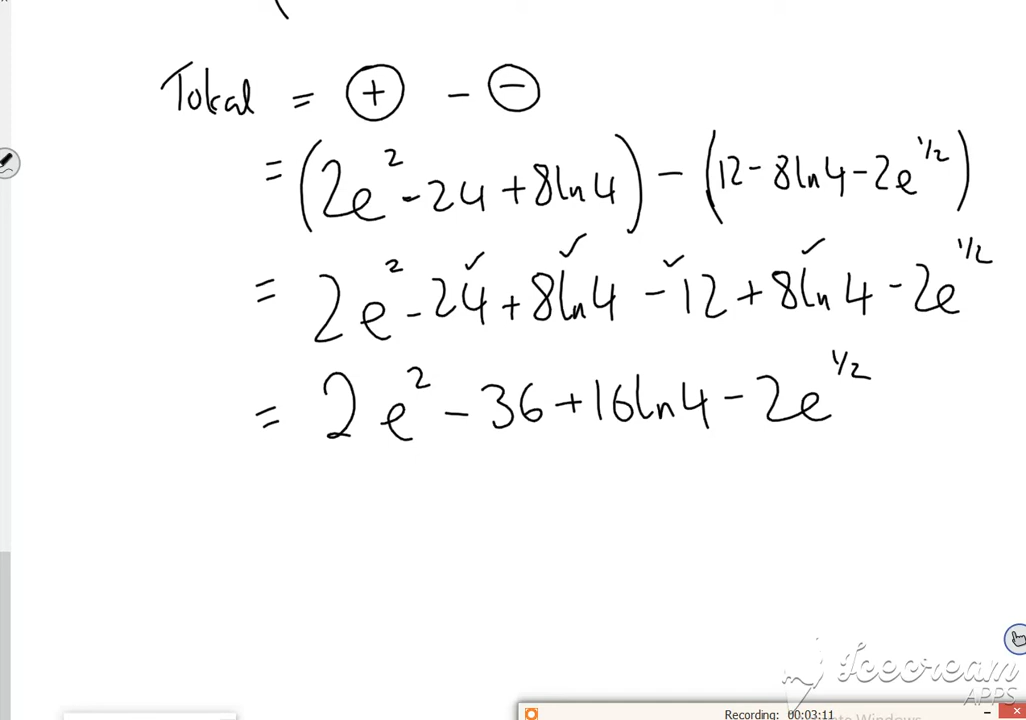 Total = (+) - (-)
= (2e² - 24 + 8ln4) - (12 - 8ln4 - 2e^1/2)
= 2e² - 24 + 8ln4 - 12 + 8ln4 - 2e^1/2
= 2e² - 36 + 16ln4 - 2e^1/2
Icecream
APPS
Recording: 00:03:11